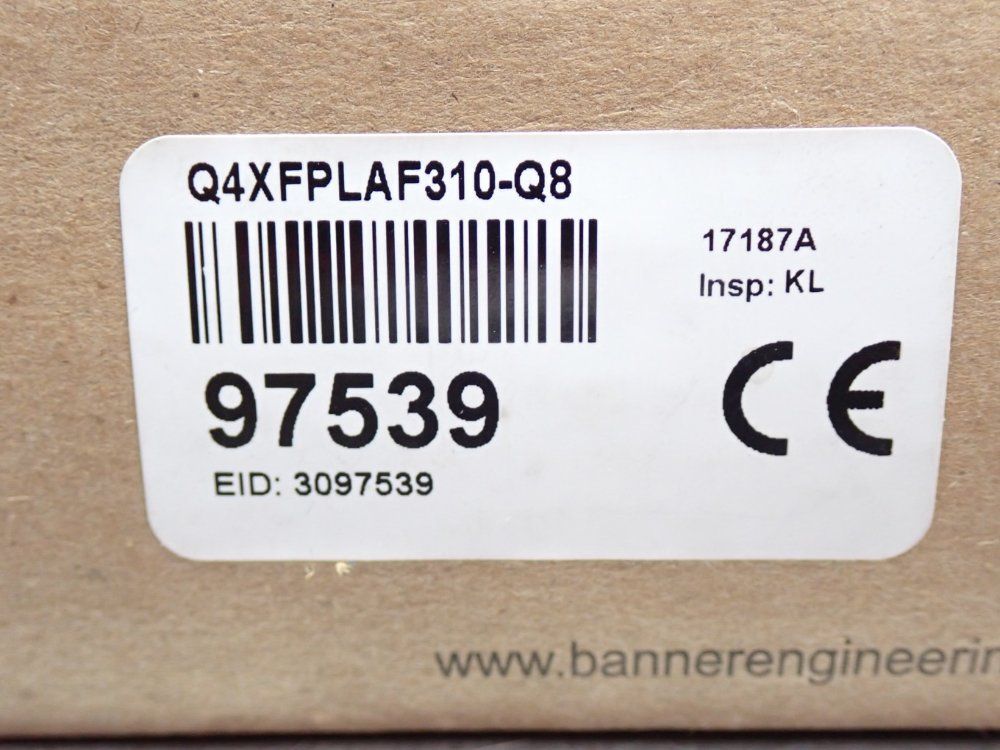 Q4XFPLAF310-Q8
17187A
Insp: KL
97539
CE
EID: 3097539
www.bannerengineerin